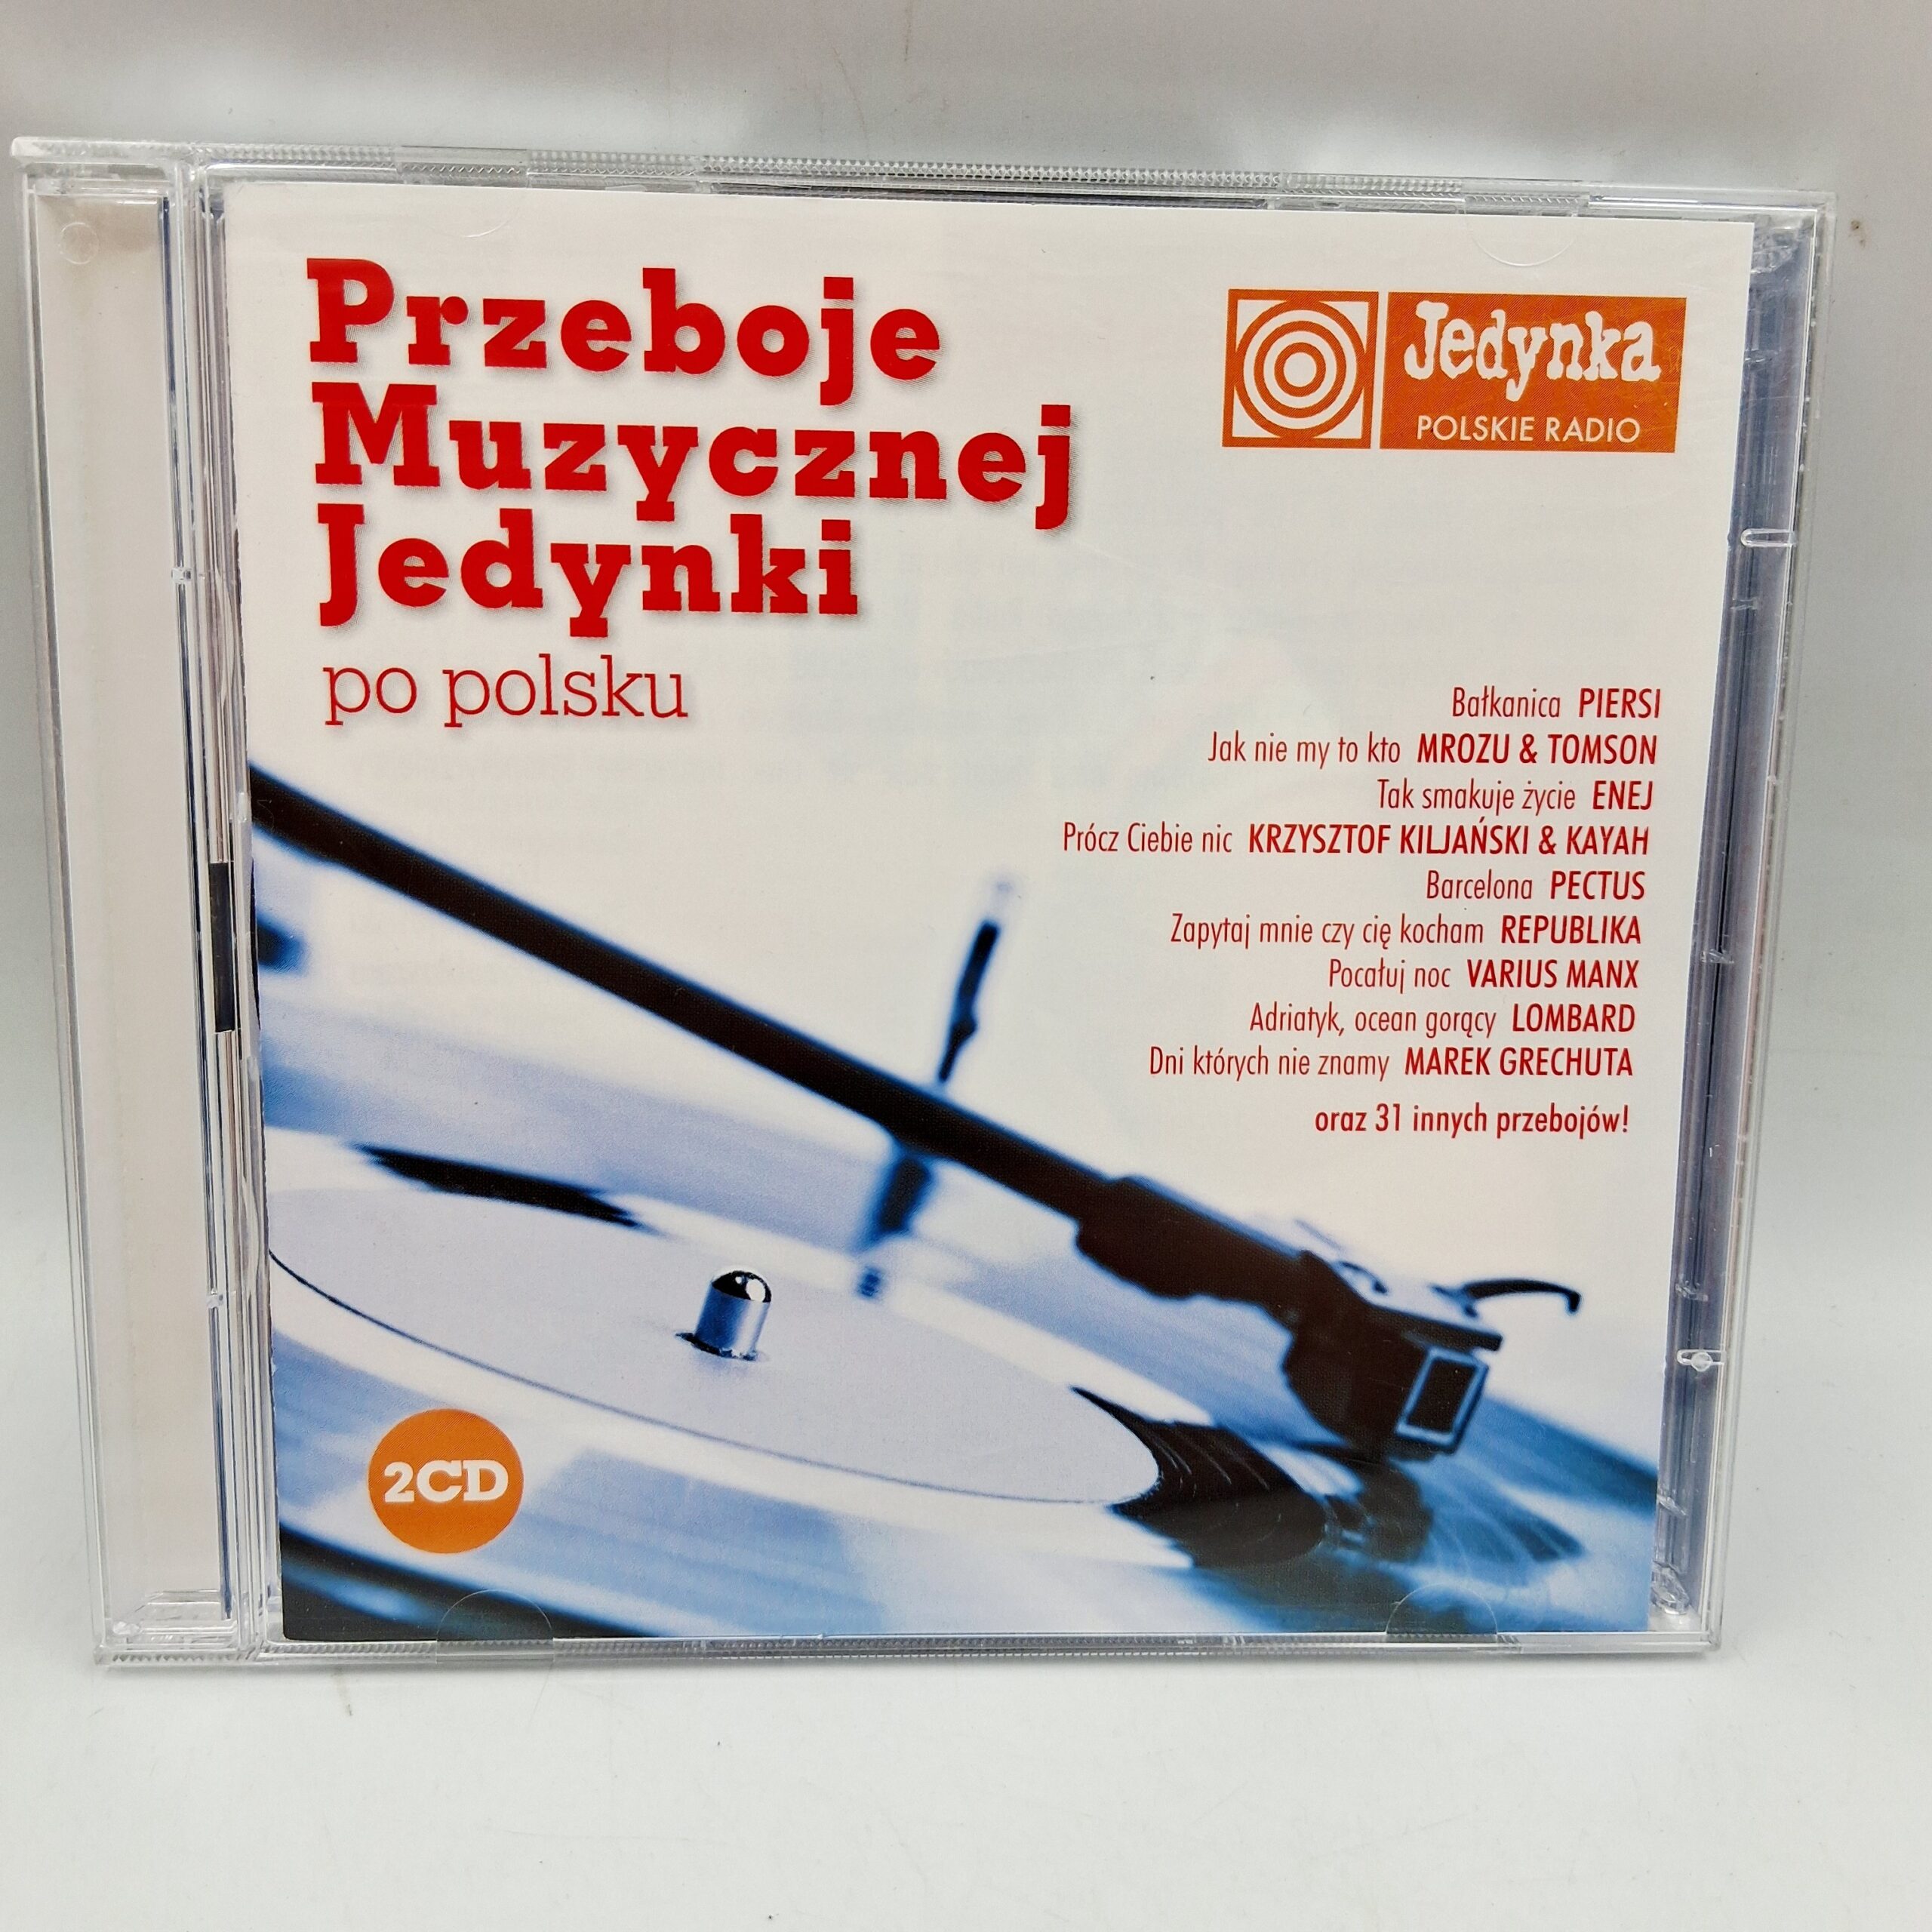 Przeboje
Muzycznej
Jedynki
po polsku
Jedynka
POLSKIE RADIO
Bałkanica PIERSI
Jak nie my to kto MROZU & TOMSON
Tak smakuje życie ENEJ
Prócz Ciebie nic KRZYSZTOF KILJAŃSKI & KAYAH
Barcelona PECTUS
Zapytaj mnie czy cię kocham REPUBLIKA
Pocałuj noc VARIUS MANX
Adriatyk, ocean gorący LOMBARD
Dni których nie znamy MAREK GRECHUTA
oraz 31 innych przebojów!
2CD